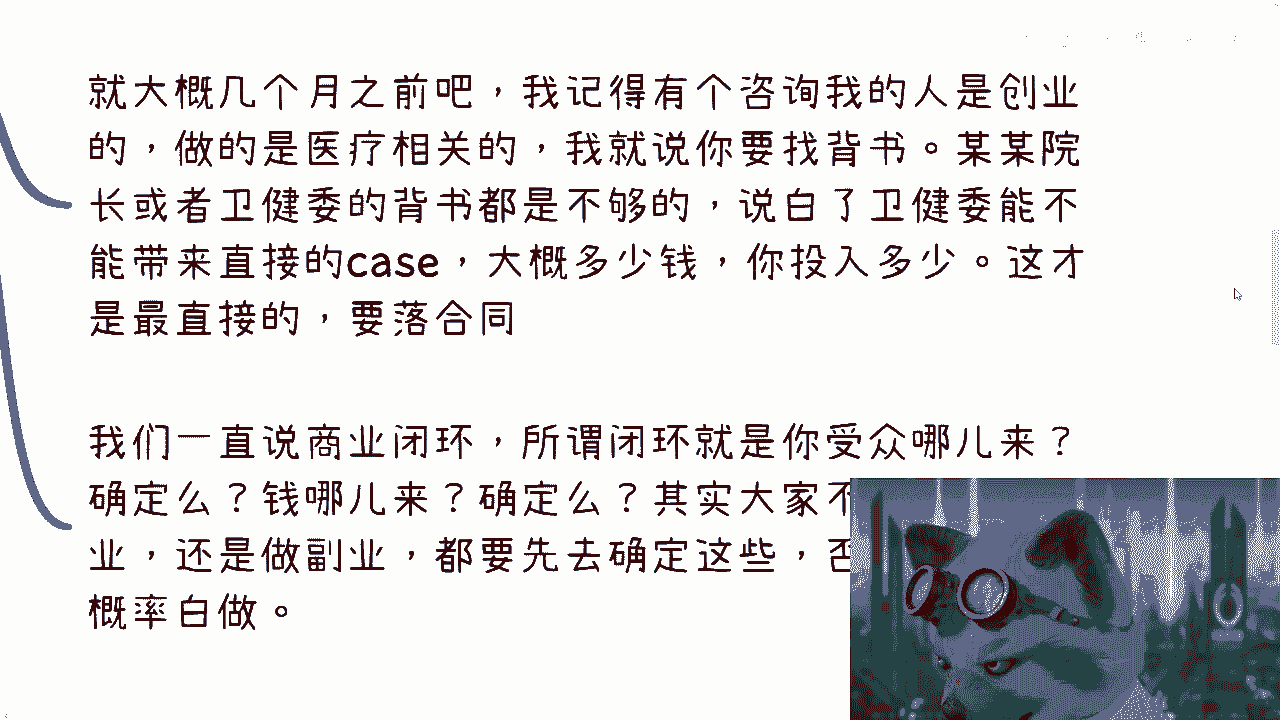 就大概几个月之前吧，我记得有个咨询我的人是创业
的，做的是医疗相关的，我就说你要找背书。某某院
长或者卫健委的背书都是不够的，说白了卫健委能不
能带来直接的case，大概多少钱，你投入多少。这才
是最直接的，要落合同
我们一直说商业闭环，所谓闭环就是你受众哪儿来？
确定么？钱哪儿来？确定么？其实大家不
业，还是做副业，都要先去确定这些，否
概率白做。